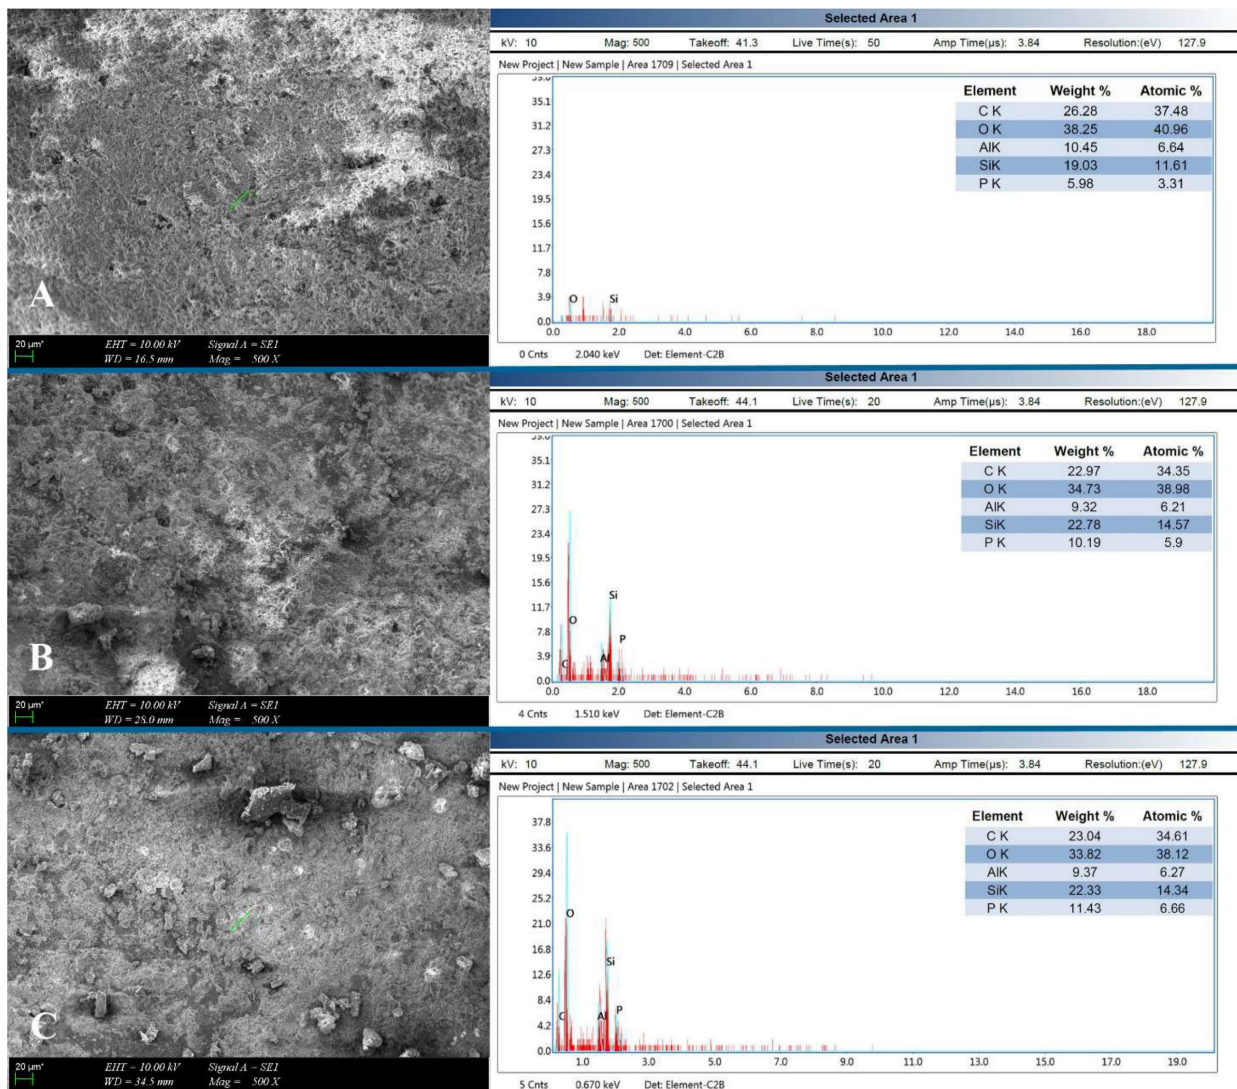 Selected Area 1
kV: 10 Mag: 500 Takeoff: 41.3 Live Time(s): 50 Amp Time(µs): 3.84 Resolution:(eV) 127.9
New Project | New Sample | Area 1709 | Selected Area 1
Element Weight % Atomic %
C K 26.28 37.48
O K 38.25 40.96
AlK 10.45 6.64
SiK 19.03 11.61
P K 5.98 3.31
39.0
35.1
31.2
27.3
23.4
19.5
15.6
11.7
7.8
3.9
0.0
O Si
0.0 2.0 4.0 6.0 8.0 10.0 12.0 14.0 16.0 18.0
0 Cnts 2.040 keV Det: Element-C2B
A
20 µm*
EHT = 10.00 kV Signal A = SE1
WD = 16.5 mm Mag = 500 X
Selected Area 1
kV: 10 Mag: 500 Takeoff: 44.1 Live Time(s): 20 Amp Time(µs): 3.84 Resolution:(eV) 127.9
New Project | New Sample | Area 1700 | Selected Area 1
Element Weight % Atomic %
C K 22.97 34.35
O K 34.73 38.98
AlK 9.32 6.21
SiK 22.78 14.57
P K 10.19 5.9
39.0
35.1
31.2
27.3
23.4
19.5
15.6
11.7
7.8
3.9
0.0
C O Al Si P
0.0 2.0 4.0 6.0 8.0 10.0 12.0 14.0 16.0 18.0
4 Cnts 1.510 keV Det: Element-C2B
B
20 µm*
EHT = 10.00 kV Signal A = SE1
WD = 28.0 mm Mag = 500 X
Selected Area 1
kV: 10 Mag: 500 Takeoff: 44.1 Live Time(s): 20 Amp Time(µs): 3.84 Resolution:(eV) 127.9
New Project | New Sample | Area 1702 | Selected Area 1
Element Weight % Atomic %
C K 23.04 34.61
O K 33.82 38.12
AlK 9.37 6.27
SiK 22.33 14.34
P K 11.43 6.66
37.8
33.6
29.4
25.2
21.0
16.8
12.6
8.4
4.2
0.0
C O Al Si P
1.0 3.0 5.0 7.0 9.0 11.0 13.0 15.0 17.0 19.0
5 Cnts 0.670 keV Det: Element-C2B
C
20 µm*
EHT = 10.00 kV Signal A = SE1
WD = 34.5 mm Mag = 500 X